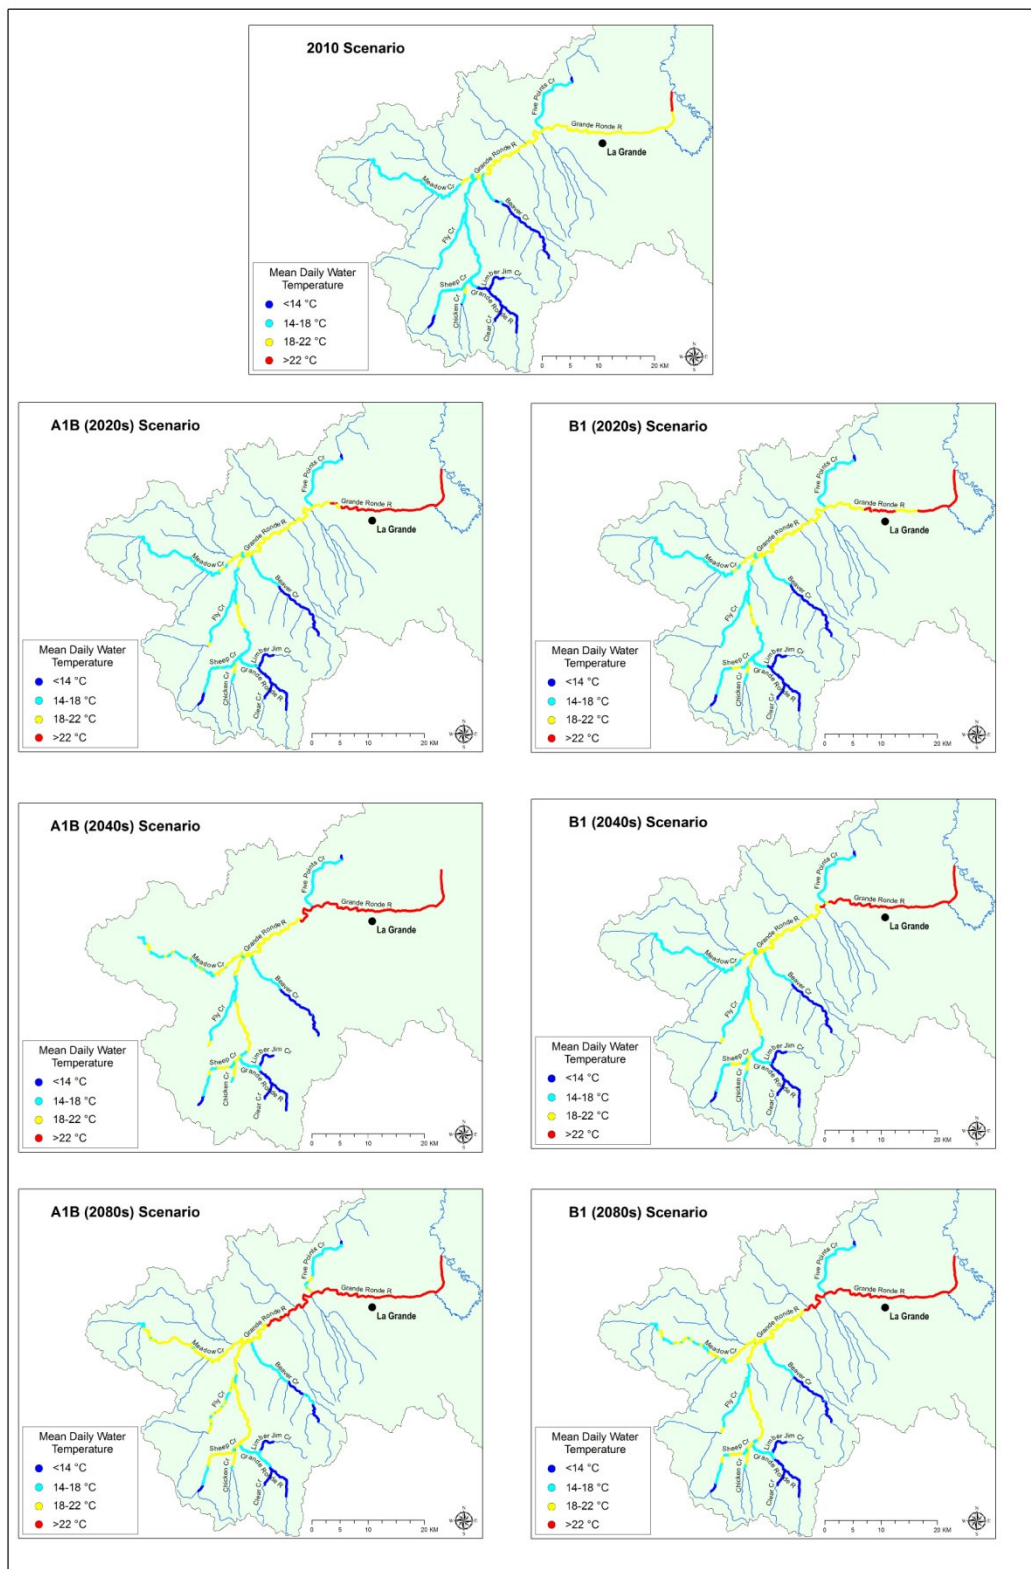 2010 Scenario
Five Points Cr
Grande Ronde R
La Grande
Grande Ronde R
Meadow Cr
Beaver Cr
Fly Cr
Limber Jim Cr
Sheep Cr
Grande Ronde R
Chicken Cr
Clear Cr
Mean Daily Water
Temperature
<14 °C
14-18 °C
18-22 °C
>22 °C
0 5 10 20 KM
A1B (2020s) Scenario
Five Points Cr
Grande Ronde R
La Grande
Grande Ronde R
Meadow Cr
Beaver Cr
Fly Cr
Limber Jim Cr
Sheep Cr
Grande Ronde R
Chicken Cr
Clear Cr
Mean Daily Water
Temperature
<14 °C
14-18 °C
18-22 °C
>22 °C
0 5 10 20 KM
B1 (2020s) Scenario
Five Points Cr
Grande Ronde R
La Grande
Grande Ronde R
Meadow Cr
Beaver Cr
Fly Cr
Limber Jim Cr
Sheep Cr
Grande Ronde R
Chicken Cr
Clear Cr
Mean Daily Water
Temperature
<14 °C
14-18 °C
18-22 °C
>22 °C
0 5 10 20 KM
A1B (2040s) Scenario
Five Points Cr
Grande Ronde R
La Grande
Grande Ronde R
Meadow Cr
Beaver Cr
Fly Cr
Limber Jim Cr
Sheep Cr
Grande Ronde R
Chicken Cr
Clear Cr
Mean Daily Water
Temperature
<14 °C
14-18 °C
18-22 °C
>22 °C
0 5 10 20 KM
B1 (2040s) Scenario
Five Points Cr
Grande Ronde R
La Grande
Grande Ronde R
Meadow Cr
Beaver Cr
Fly Cr
Limber Jim Cr
Sheep Cr
Grande Ronde R
Chicken Cr
Clear Cr
Mean Daily Water
Temperature
<14 °C
14-18 °C
18-22 °C
>22 °C
0 5 10 20 KM
A1B (2080s) Scenario
Five Points Cr
Grande Ronde R
La Grande
Grande Ronde R
Meadow Cr
Beaver Cr
Fly Cr
Limber Jim Cr
Sheep Cr
Grande Ronde R
Chicken Cr
Clear Cr
Mean Daily Water
Temperature
<14 °C
14-18 °C
18-22 °C
>22 °C
0 5 10 20 KM
B1 (2080s) Scenario
Five Points Cr
Grande Ronde R
La Grande
Grande Ronde R
Meadow Cr
Beaver Cr
Fly Cr
Limber Jim Cr
Sheep Cr
Grande Ronde R
Chicken Cr
Clear Cr
Mean Daily Water
Temperature
<14 °C
14-18 °C
18-22 °C
>22 °C
0 5 10 20 KM